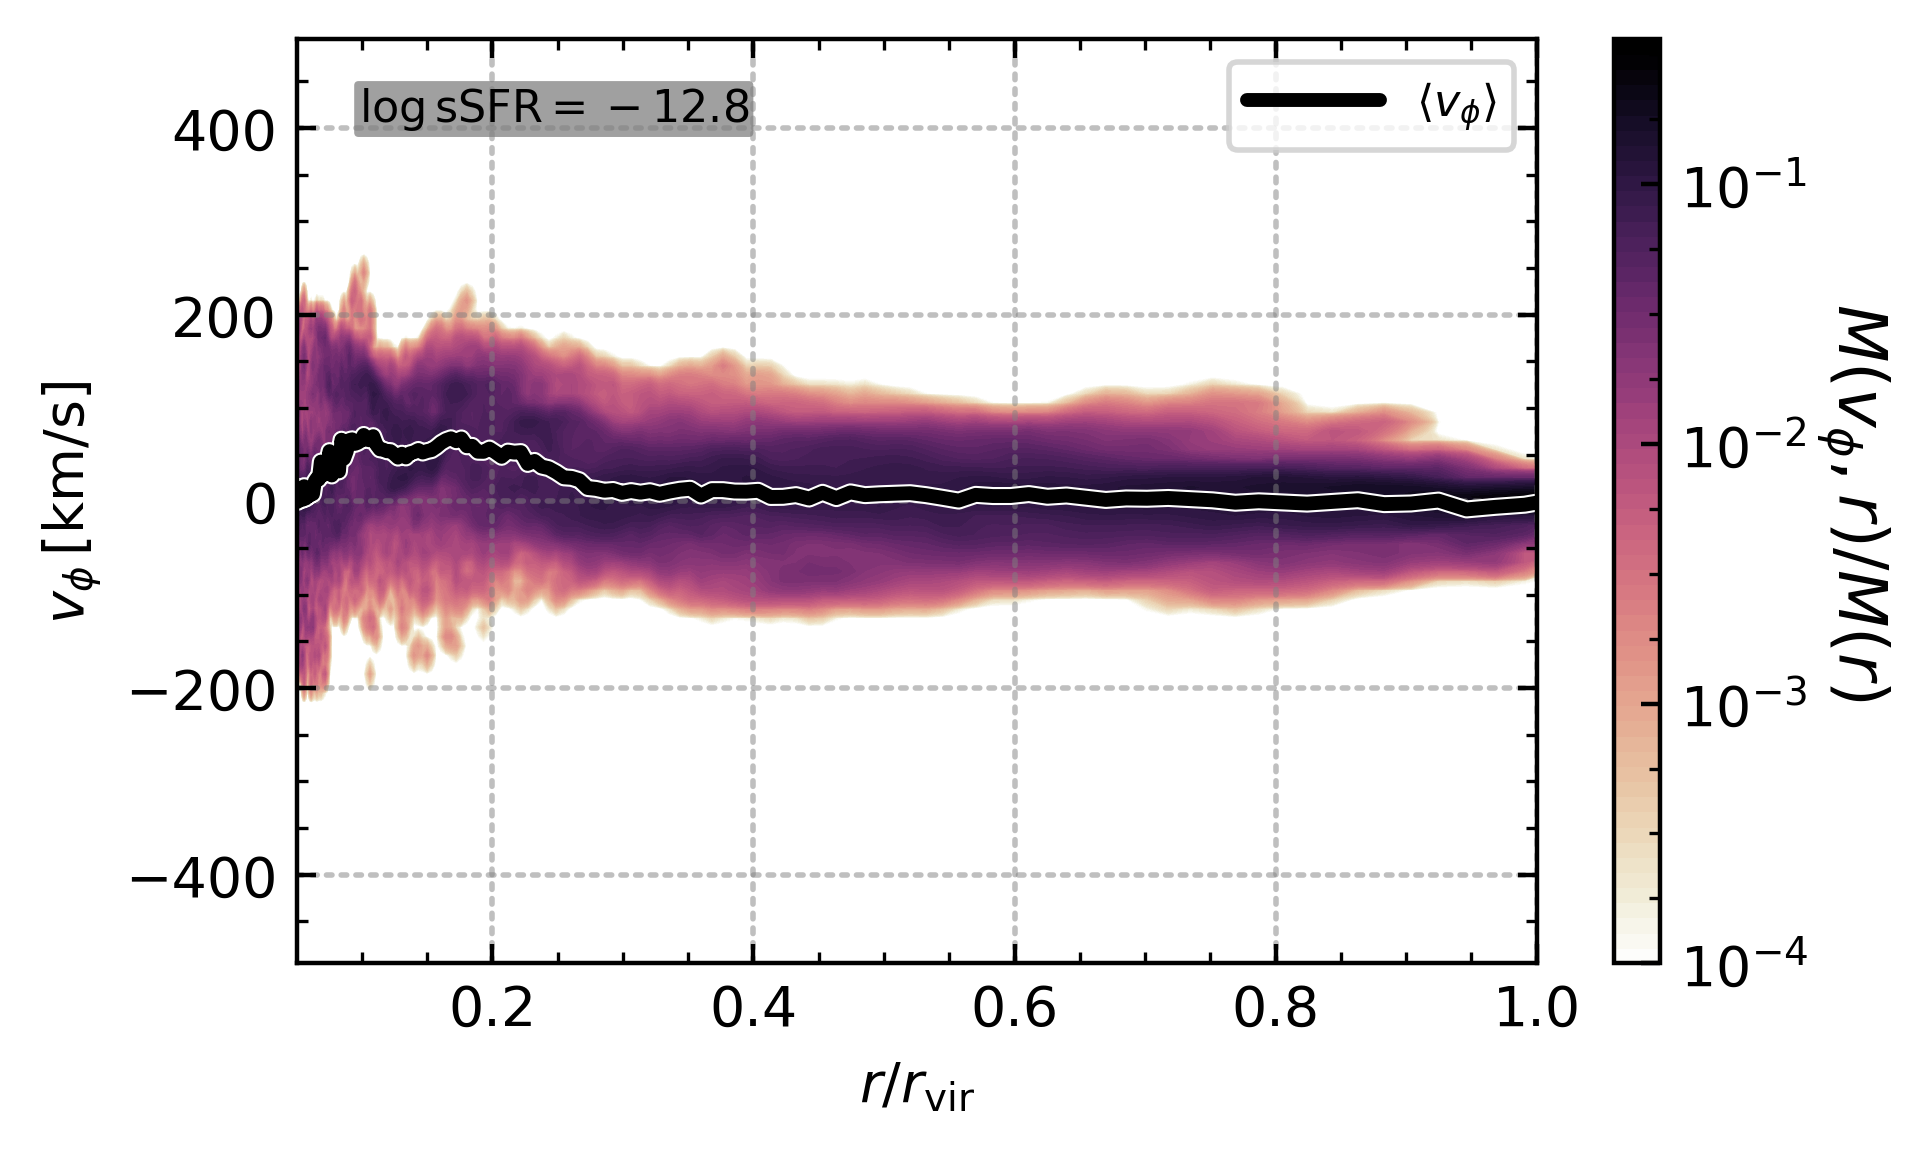 log sSFR = − 12.8
⟨v_ϕ⟩
400
200
0
−200
−400
v_ϕ [km/s]
0.2 0.4 0.6 0.8 1.0
r/r_vir
10⁻¹
10⁻²
10⁻³
10⁻⁴
M(v_ϕ, r)/M(r)